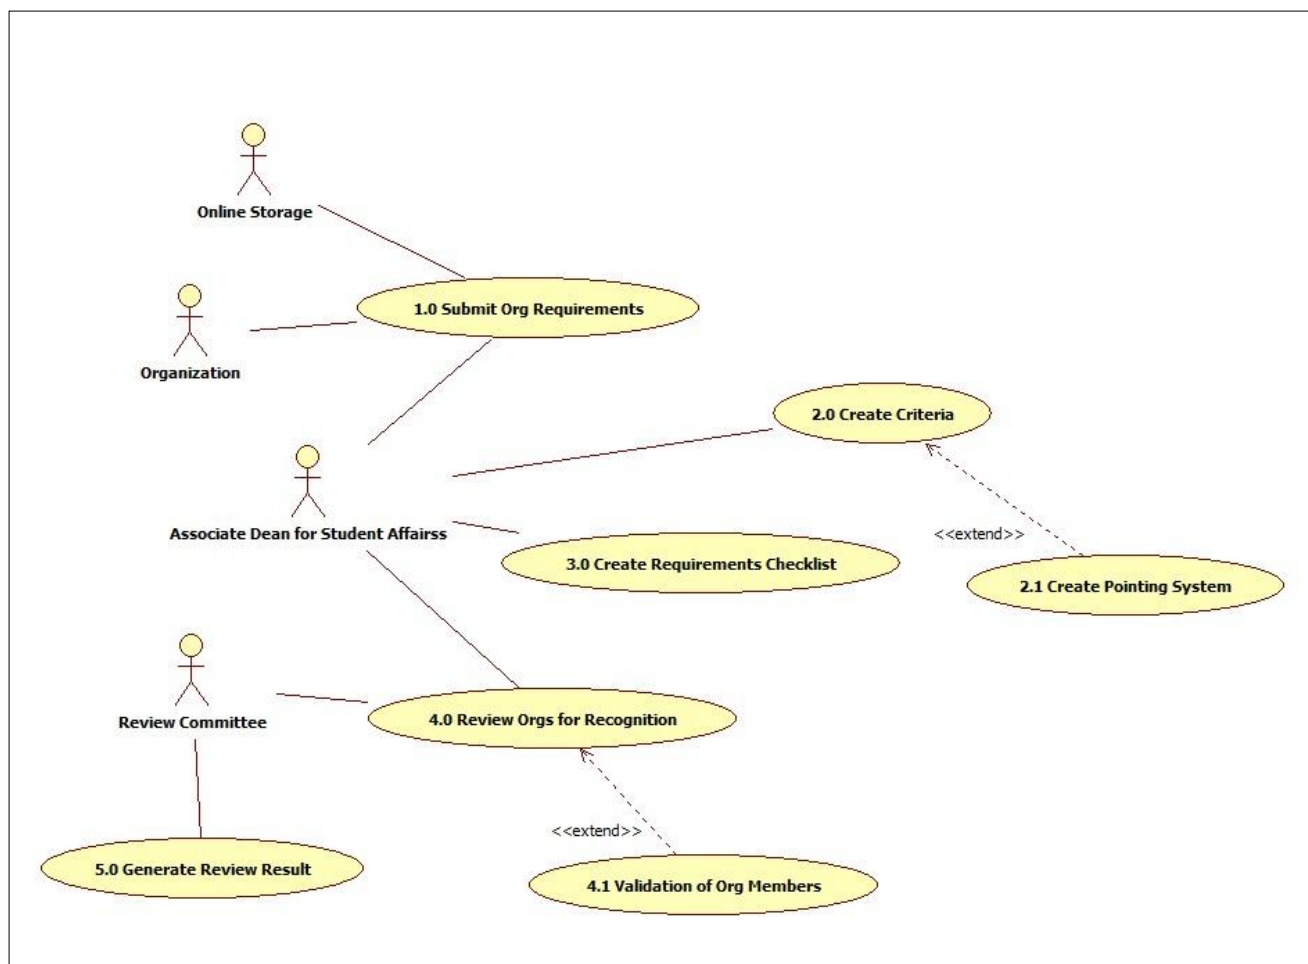 Online Storage
1.0 Submit Org Requirements
Organization
2.0 Create Criteria
Associate Dean for Student Affairss
<<extend>>
3.0 Create Requirements Checklist
2.1 Create Pointing System
Review Committee
4.0 Review Orgs for Recognition
<<extend>>
5.0 Generate Review Result
4.1 Validation of Org Members